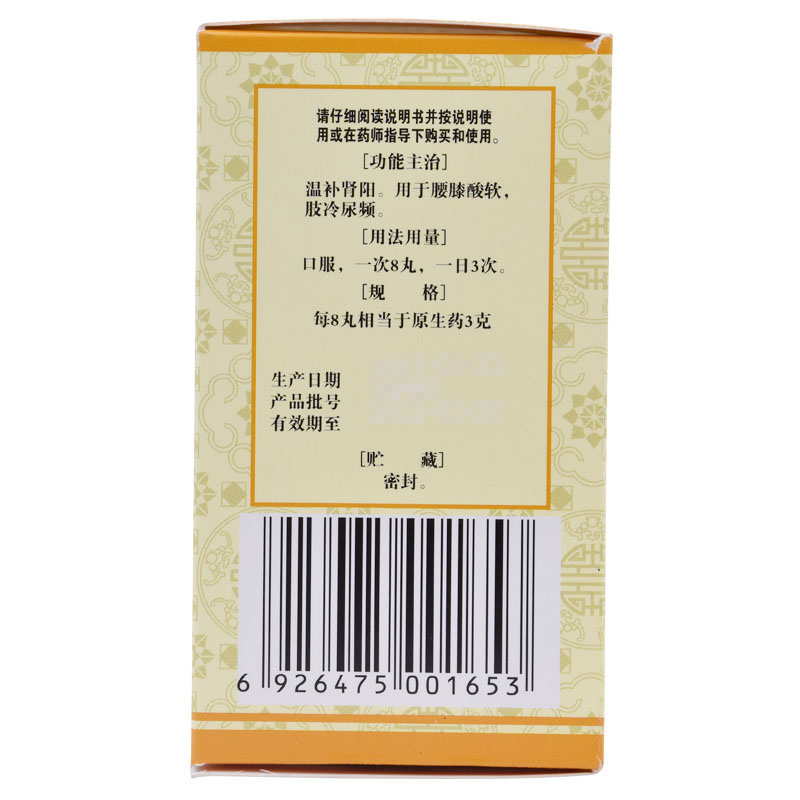 请仔细阅读说明书并按说明使
用或在药师指导下购买和使用。
[功能主治]
温补肾阳。用于腰膝酸软，
肢冷尿频。
[用法用量]
口服，一次8丸，一日3次。
[规 格]
每8丸相当于原生药3克
生产日期
产品批号
有效期至
[贮 藏]
密封。
6 926475 001653